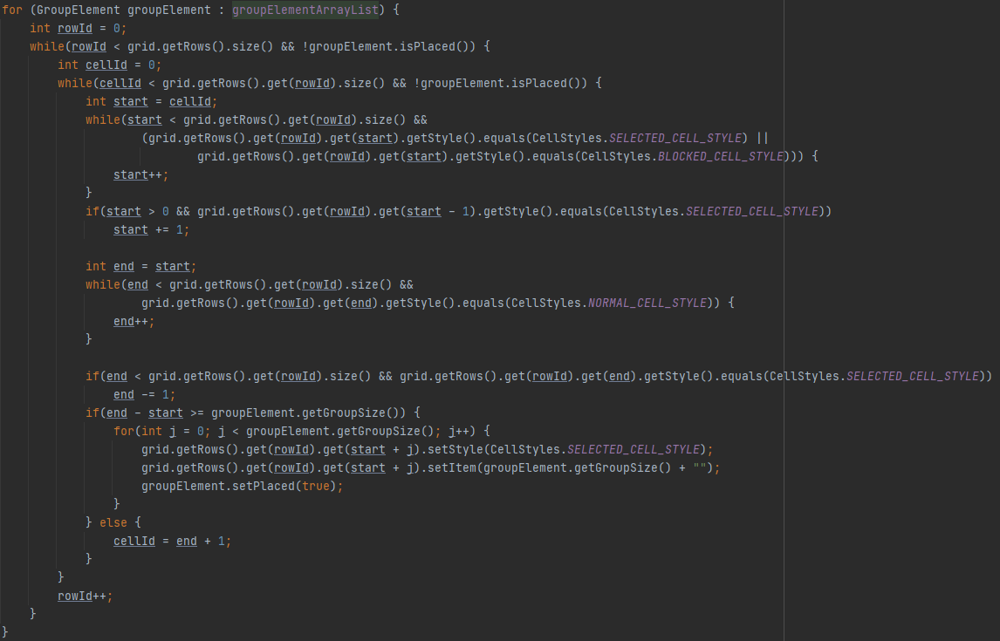 for (GroupElement groupElement : groupElementArrayList) {
    int rowId = 0;
    while(rowId < grid.getRows().size() && !groupElement.isPlaced()) {
        int cellId = 0;
        while(cellId < grid.getRows().get(rowId).size() && !groupElement.isPlaced()) {
            int start = cellId;
            while(start < grid.getRows().get(rowId).size() &&
                    (grid.getRows().get(rowId).get(start).getStyle().equals(CellStyles.SELECTED_CELL_STYLE) ||
                            grid.getRows().get(rowId).get(start).getStyle().equals(CellStyles.BLOCKED_CELL_STYLE))) {
                start++;
            }
            if(start > 0 && grid.getRows().get(rowId).get(start - 1).getStyle().equals(CellStyles.SELECTED_CELL_STYLE))
                start += 1;

            int end = start;
            while(end < grid.getRows().get(rowId).size() &&
                    grid.getRows().get(rowId).get(end).getStyle().equals(CellStyles.NORMAL_CELL_STYLE)) {
                end++;
            }

            if(end < grid.getRows().get(rowId).size() && grid.getRows().get(rowId).get(end).getStyle().equals(CellStyles.SELECTED_CELL_STYLE))
                end -= 1;
            if(end - start >= groupElement.getGroupSize()) {
                for(int j = 0; j < groupElement.getGroupSize(); j++) {
                    grid.getRows().get(rowId).get(start + j).setStyle(CellStyles.SELECTED_CELL_STYLE);
                    grid.getRows().get(rowId).get(start + j).setItem(groupElement.getGroupSize() + "");
                    groupElement.setPlaced(true);
                }
            } else {
                cellId = end + 1;
            }
        }
        rowId++;
    }
}